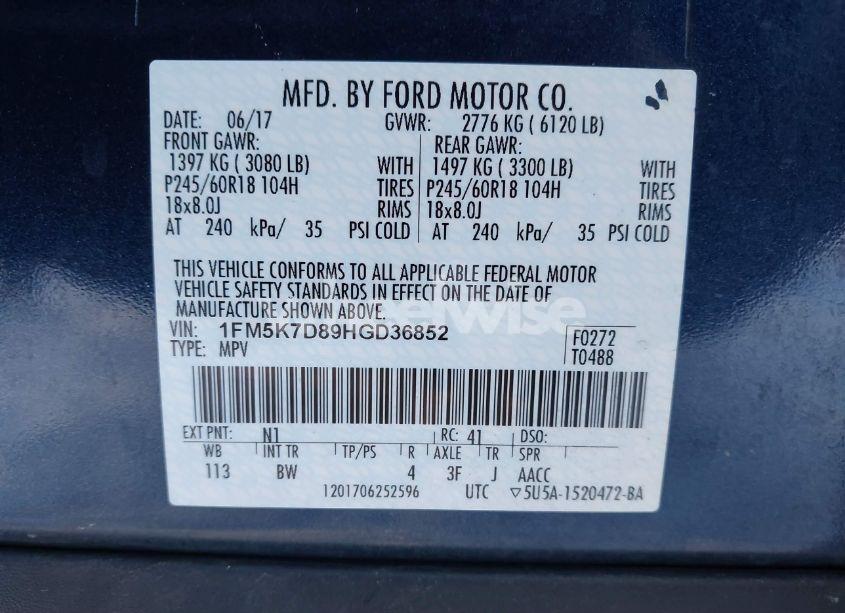 MFD. BY FORD MOTOR CO.
DATE: 06/17 GVWR: 2776 KG ( 6120 LB)
FRONT GAWR: REAR GAWR:
1397 KG ( 3080 LB) WITH 1497 KG ( 3300 LB) WITH
P245/60R18 104H TIRES P245/60R18 104H TIRES
18x8.0J RIMS 18x8.0J RIMS
AT 240 kPa/ 35 PSI COLD AT 240 kPa/ 35 PSI COLD
THIS VEHICLE CONFORMS TO ALL APPLICABLE FEDERAL MOTOR
VEHICLE SAFETY STANDARDS IN EFFECT ON THE DATE OF
MANUFACTURE SHOWN ABOVE.
VIN: 1FM5K7D89HGD36852
TYPE: MPV
F0272
T0488
EXT PNT: N1 RC: 41 DSO:
WB INT TR TP/PS R AXLE TR SPR
113 BW 4 3F J AACC
1201706252596 UTC ▽5U5A-1520472-BA